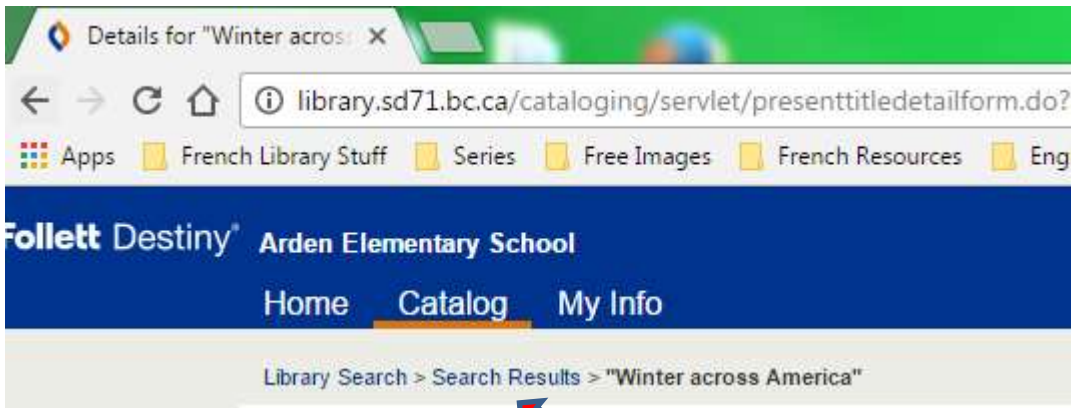 Details for "Winter acros
library.sd71.bc.ca/cataloging/servlet/presenttitledetailform.do?
Apps French Library Stuff Series Free Images French Resources Eng
Follett Destiny® Arden Elementary School
Home Catalog My Info
Library Search > Search Results > "Winter across America"